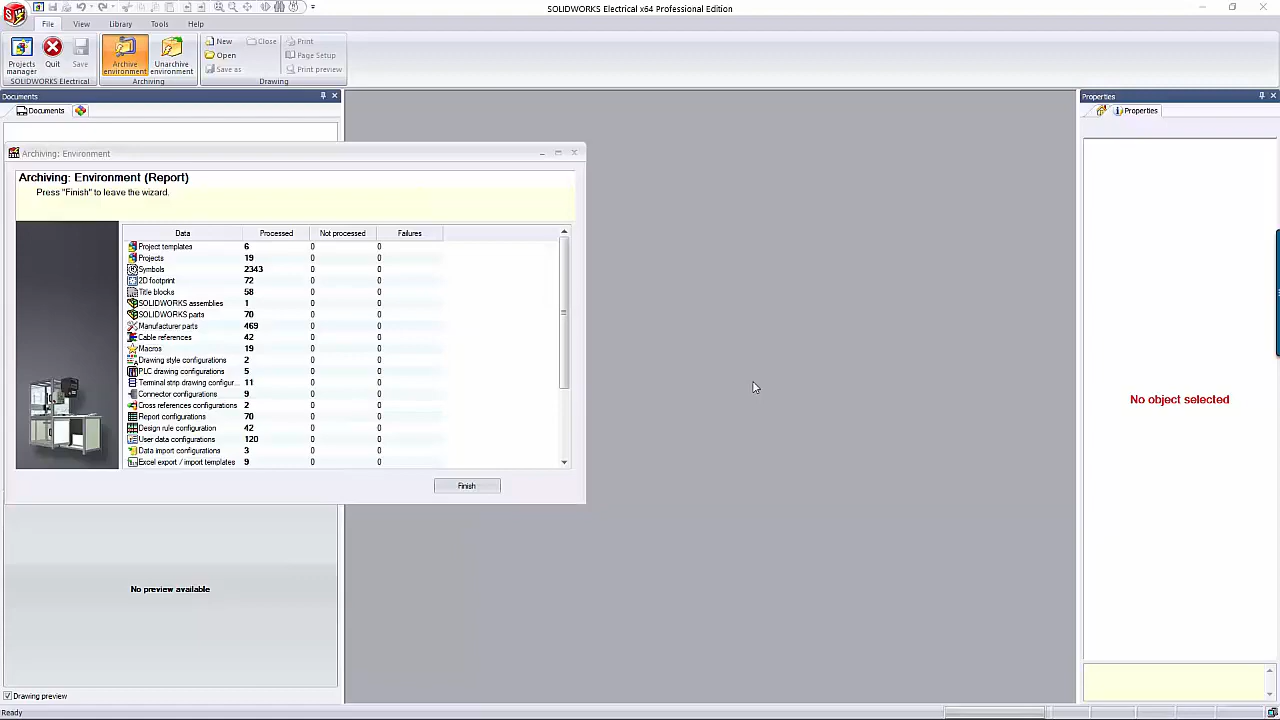 SOLIDWORKS Electrical x64 Professional Edition
File View Library Tools Help
Projects manager
Quit
Save
Archive environment
Unarchive environment
New
Open
Save as
Close
Print
Page Setup
Print preview
SOLIDWORKS Electrical
Archiving
Drawing
Documents
Properties
Documents
Properties
Archiving: Environment
Archiving: Environment (Report)
Press "Finish" to leave the wizard.
Data Processed Not processed Failures
Project templates 6 0 0
Projects 19 0 0
Symbols 2343 0 0
2D footprint 72 0 0
Title blocks 58 0 0
SOLIDWORKS assemblies 1 0 0
SOLIDWORKS parts 70 0 0
Manufacturer parts 469 0 0
Cable references 42 0 0
Macros 19 0 0
Drawing style configurations 2 0 0
PLC drawing configurations 5 0 0
Terminal strip drawing configur... 11 0 0
Connector configurations 9 0 0
Cross references configurations 2 0 0
Report configurations 70 0 0
Design rule configuration 42 0 0
User data configurations 120 0 0
Data import configurations 3 0 0
Excel export / import templates 9 0 0
Finish
No object selected
No preview available
Drawing preview
Ready